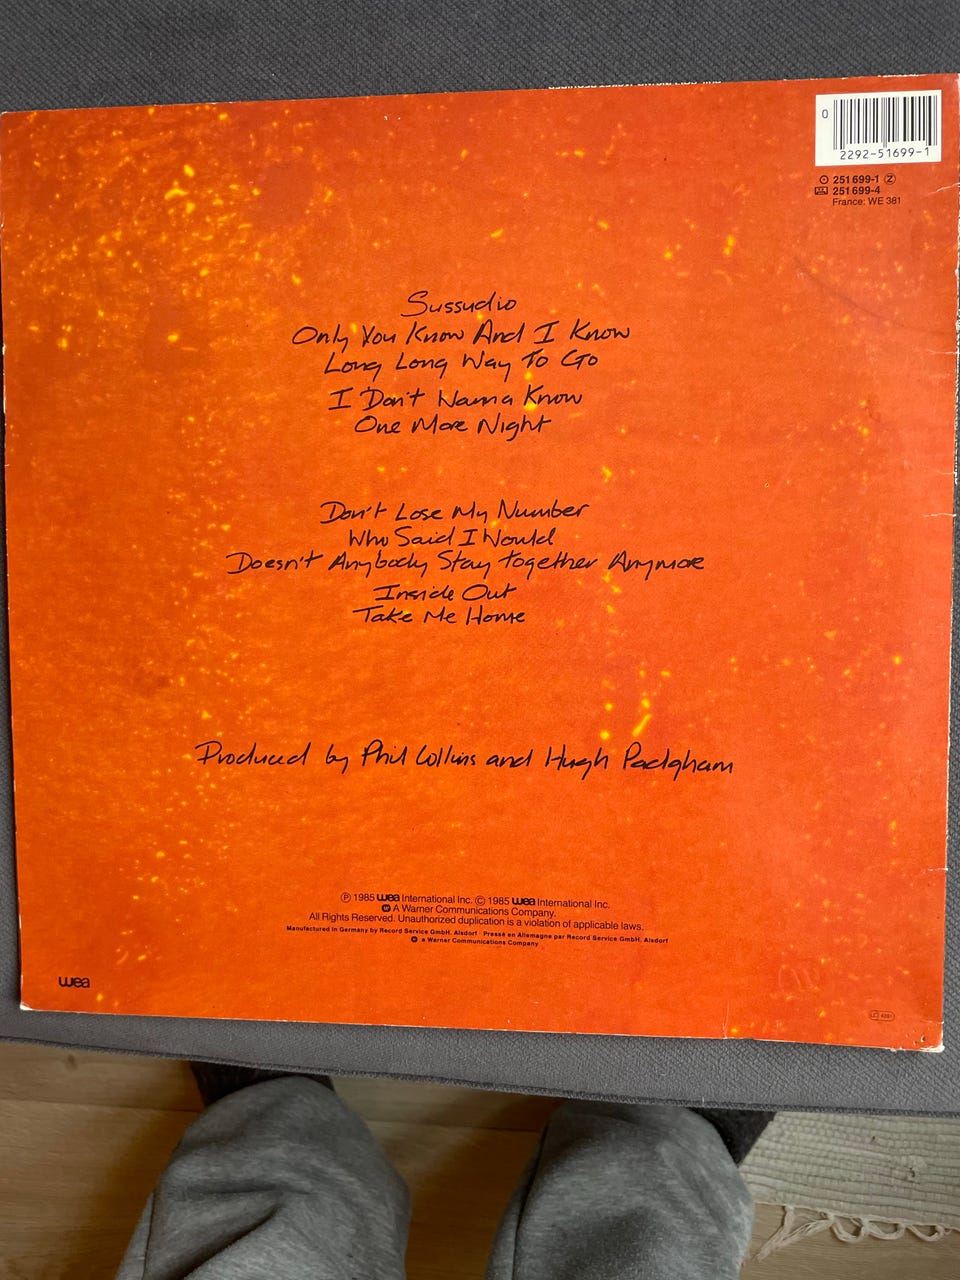 0
2292-51699-1
251 699-1 Z
251 699-4
France: WE 381
Sussudio
Only You Know And I Know
Long Long Way To Go
I Don't Wanna Know
One More Night
Don't Lose My Number
Who Said I Would
Doesn't Anybody Stay Together Anymore
Inside Out
Take Me Home
Produced by Phil Collins and Hugh Padgham
Ⓟ 1985 wea International Inc. © 1985 wea International Inc.
A Warner Communications Company.
All Rights Reserved. Unauthorized duplication is a violation of applicable laws.
Manufactured in Germany by Record Service GmbH. Alsdorf · Pressé en Allemagne par Record Service GmbH. Alsdorf
a Warner Communications Company
wea
LC 4281